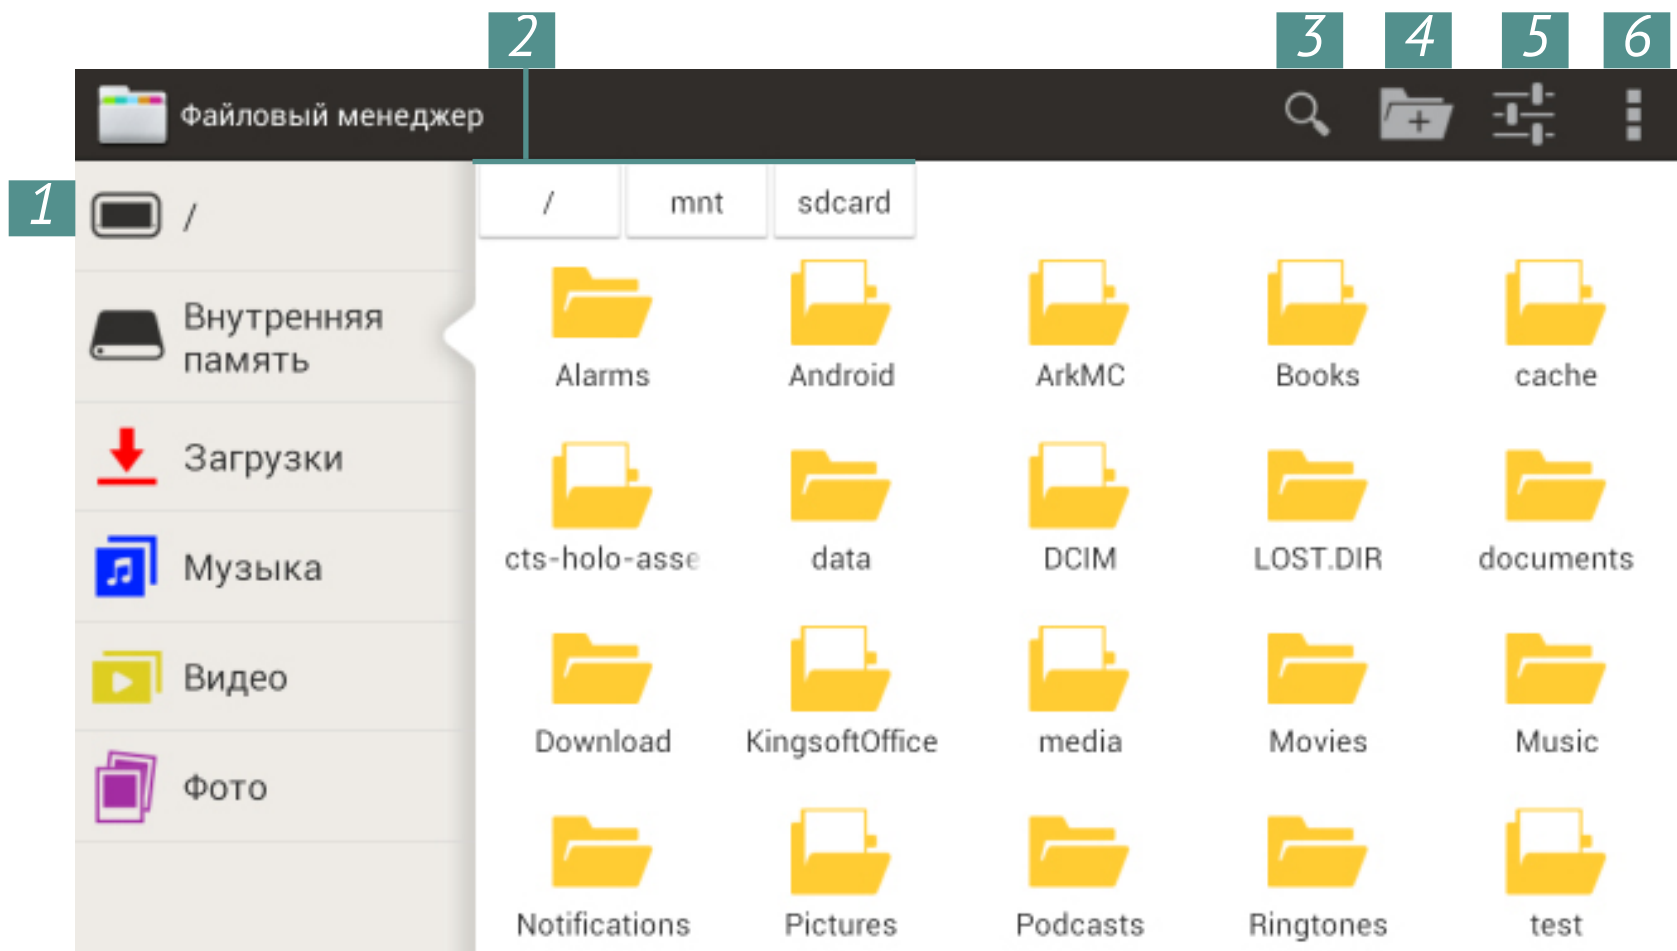 2
3
4
5
6
Файловый менеджер
1
/
Внутренняя
память
Загрузки
Музыка
Видео
Фото
/ mnt sdcard
Alarms Android ArkMC Books cache
cts-holo-asse data DCIM LOST.DIR documents
Download KingsoftOffice media Movies Music
Notifications Pictures Podcasts Ringtones test